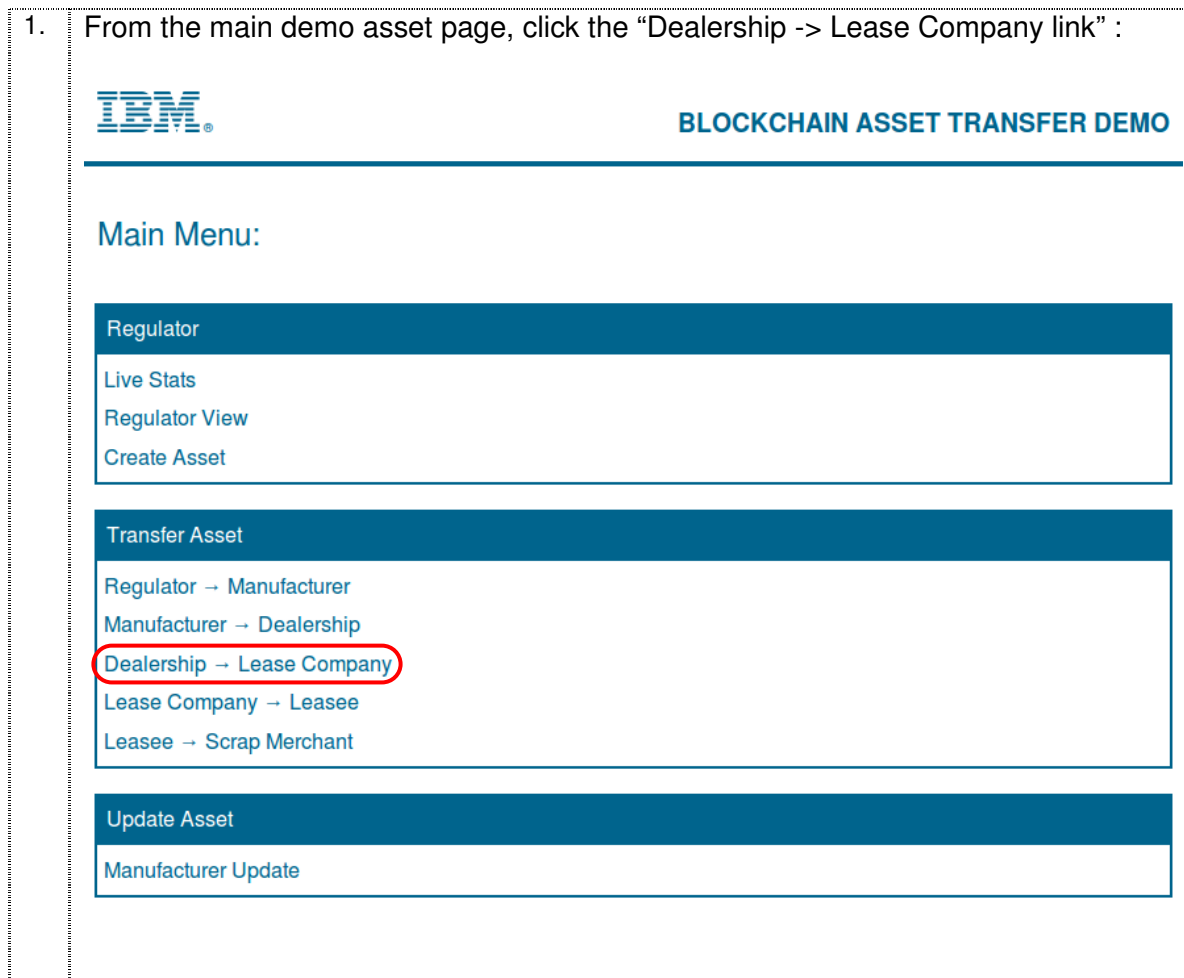 1. From the main demo asset page, click the “Dealership -> Lease Company link” :
IBM®
BLOCKCHAIN ASSET TRANSFER DEMO
Main Menu:
Regulator
Live Stats
Regulator View
Create Asset
Transfer Asset
Regulator → Manufacturer
Manufacturer → Dealership
Dealership → Lease Company
Lease Company → Leasee
Leasee → Scrap Merchant
Update Asset
Manufacturer Update